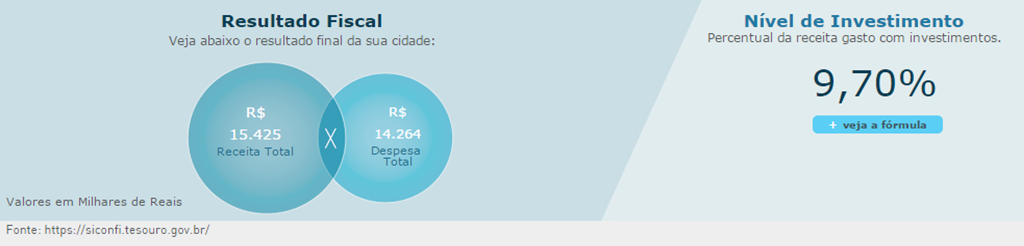 Resultado Fiscal
Veja abaixo o resultado final da sua cidade:
R$
15.425
Receita Total
X
R$
14.264
Despesa
Total
Valores em Milhares de Reais
Nível de Investimento
Percentual da receita gasto com investimentos.
9,70%
+ veja a fórmula
Fonte: https://siconfi.tesouro.gov.br/